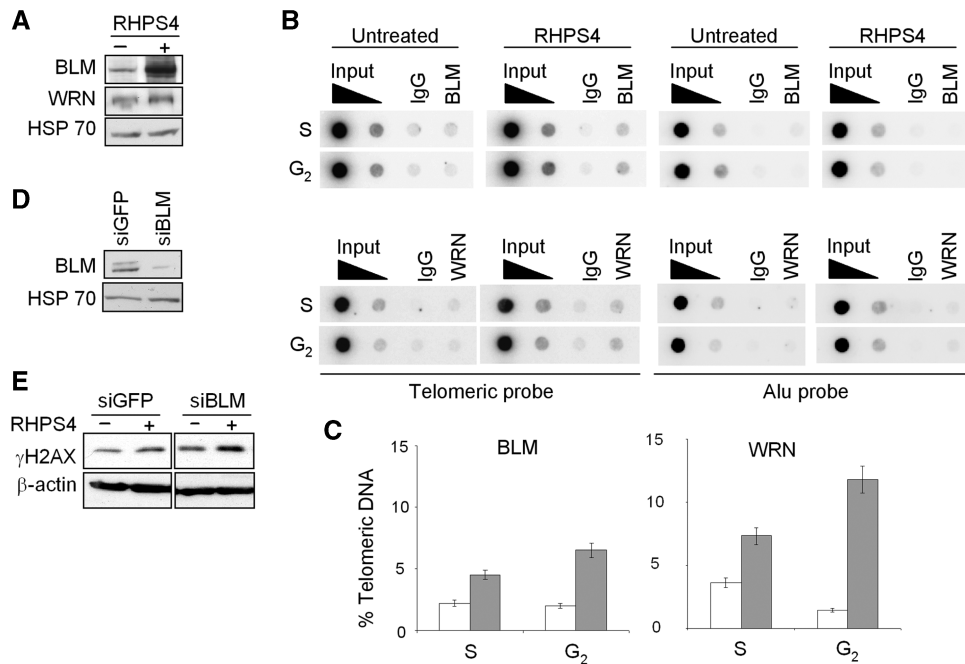 A
RHPS4
− +
BLM
WRN
HSP 70
B
Untreated RHPS4 Untreated RHPS4
Input IgG BLM Input IgG BLM Input IgG BLM Input IgG BLM
S
G2
Input IgG WRN Input IgG WRN Input IgG WRN Input IgG WRN
S
G2
Telomeric probe Alu probe
D
siGFP siBLM
BLM
HSP 70
E
siGFP siBLM
RHPS4 − + − +
γH2AX
β-actin
C
BLM WRN
% Telomeric DNA
15 15
10 10
5 5
0 0
S G2 S G2